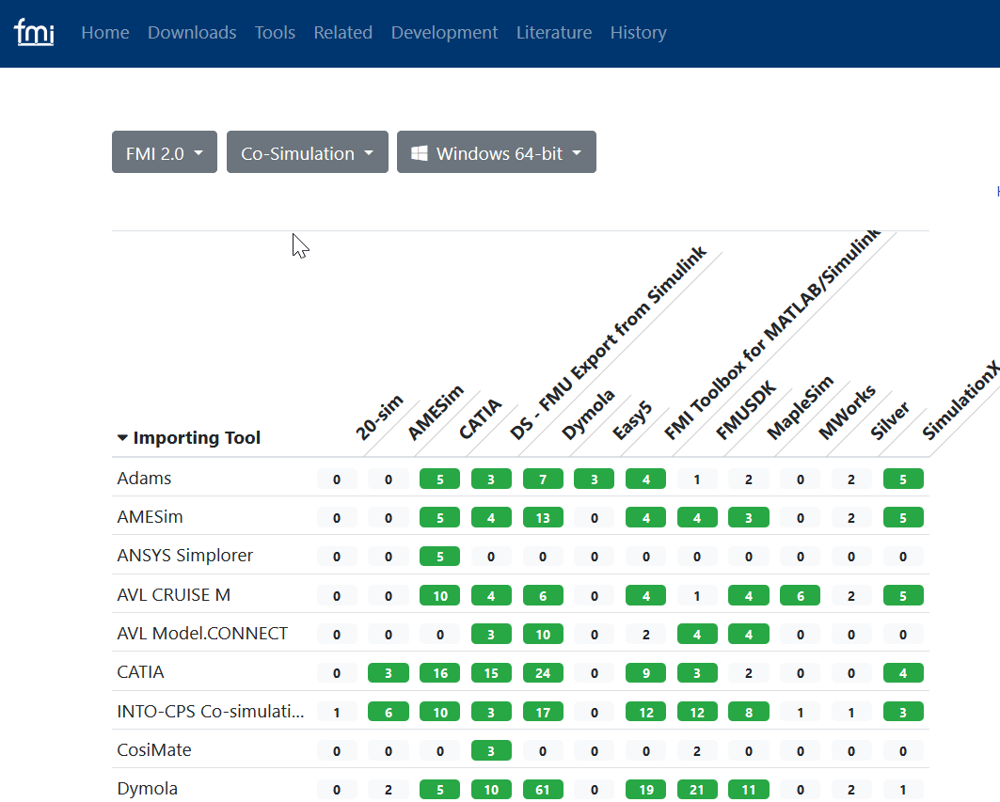 fmi Home Downloads Tools Related Development Literature History
FMI 2.0 Co-Simulation Windows 64-bit
Importing Tool 20-sim AMESim CATIA DS - FMU Export from Simulink Dymola Easy5 FMI Toolbox for MATLAB/Simulink FMUSDK MapleSim MWorks Silver SimulationX
Adams 0 0 5 3 7 3 4 1 2 0 2 5
AMESim 0 0 5 4 13 0 4 4 3 0 2 5
ANSYS Simplorer 0 0 5 0 0 0 0 0 0 0 0 0
AVL CRUISE M 0 0 10 4 6 0 4 1 4 6 2 5
AVL Model.CONNECT 0 0 0 3 10 0 2 4 4 0 0 0
CATIA 0 3 16 15 24 0 9 3 2 0 0 4
INTO-CPS Co-simulati... 1 6 10 3 17 0 12 12 8 1 1 3
CosiMate 0 0 0 3 0 0 0 2 0 0 0 0
Dymola 0 2 5 10 61 0 19 21 11 0 2 1